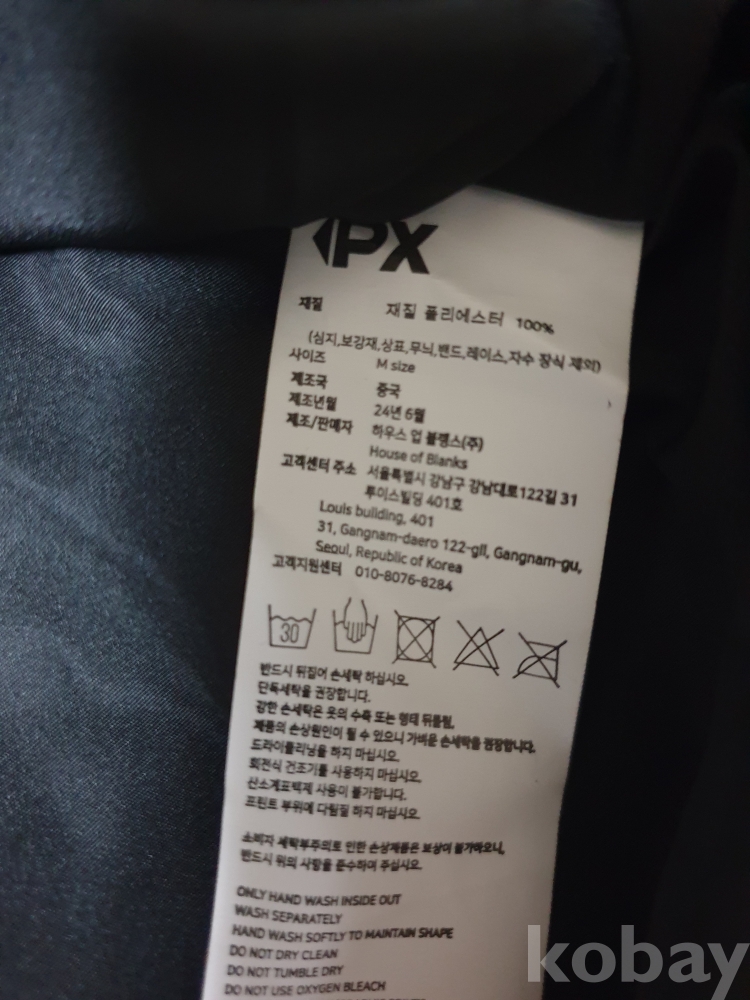 PX
재질 재질 폴리에스터 100%
(심지,보강재,상표,무늬,밴드,레이스,자수 장식 제외)
사이즈 M size
제조국 중국
제조년월 24년 6월
제조/판매자 하우스 업 블랭스(주)
House of Blanks
고객센터 주소 서울특별시 강남구 강남대로122길 31
루이스빌딩 401호
Louis building, 401
31, Gangnam-daero 122-gil, Gangnam-gu,
Seoul, Republic of Korea
고객지원센터 010-8076-8284
30
반드시 뒤집어 손세탁 하십시오.
단독세탁을 권장합니다.
강한 손세탁은 옷의 수축 또는 형태 뒤틀림,
제품의 손상원인이 될 수 있으니 가벼운 손세탁을 권장합니다.
드라이클리닝을 하지 마십시오.
회전식 건조기를 사용하지 마십시오.
산소계표백제 사용이 불가합니다.
프린트 부위에 다림질 하지 마십시오.
소비자 세탁부주의로 인한 손상제품은 보상이 불가하오니,
반드시 위의 사항을 준수하여 주십시오.
ONLY HAND WASH INSIDE OUT
WASH SEPARATELY
HAND WASH SOFTLY TO MAINTAIN SHAPE
DO NOT DRY CLEAN
DO NOT TUMBLE DRY
DO NOT USE OXYGEN BLEACH
kobay